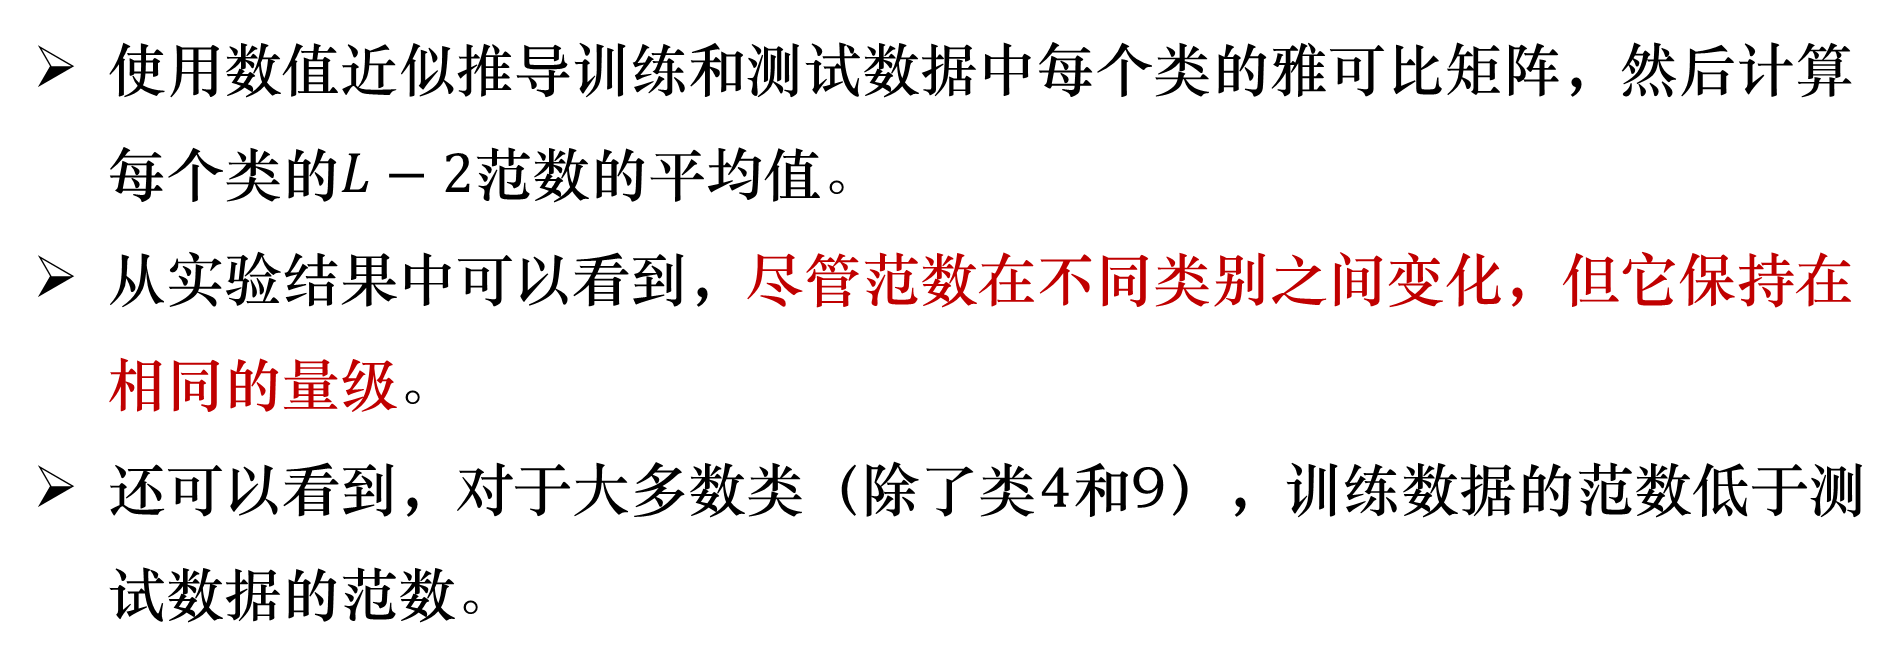 ➢ 使用数值近似推导训练和测试数据中每个类的雅可比矩阵，然后计算
每个类的L − 2范数的平均值。
➢ 从实验结果中可以看到，尽管范数在不同类别之间变化，但它保持在
相同的量级。
➢ 还可以看到，对于大多数类（除了类4和9），训练数据的范数低于测
试数据的范数。